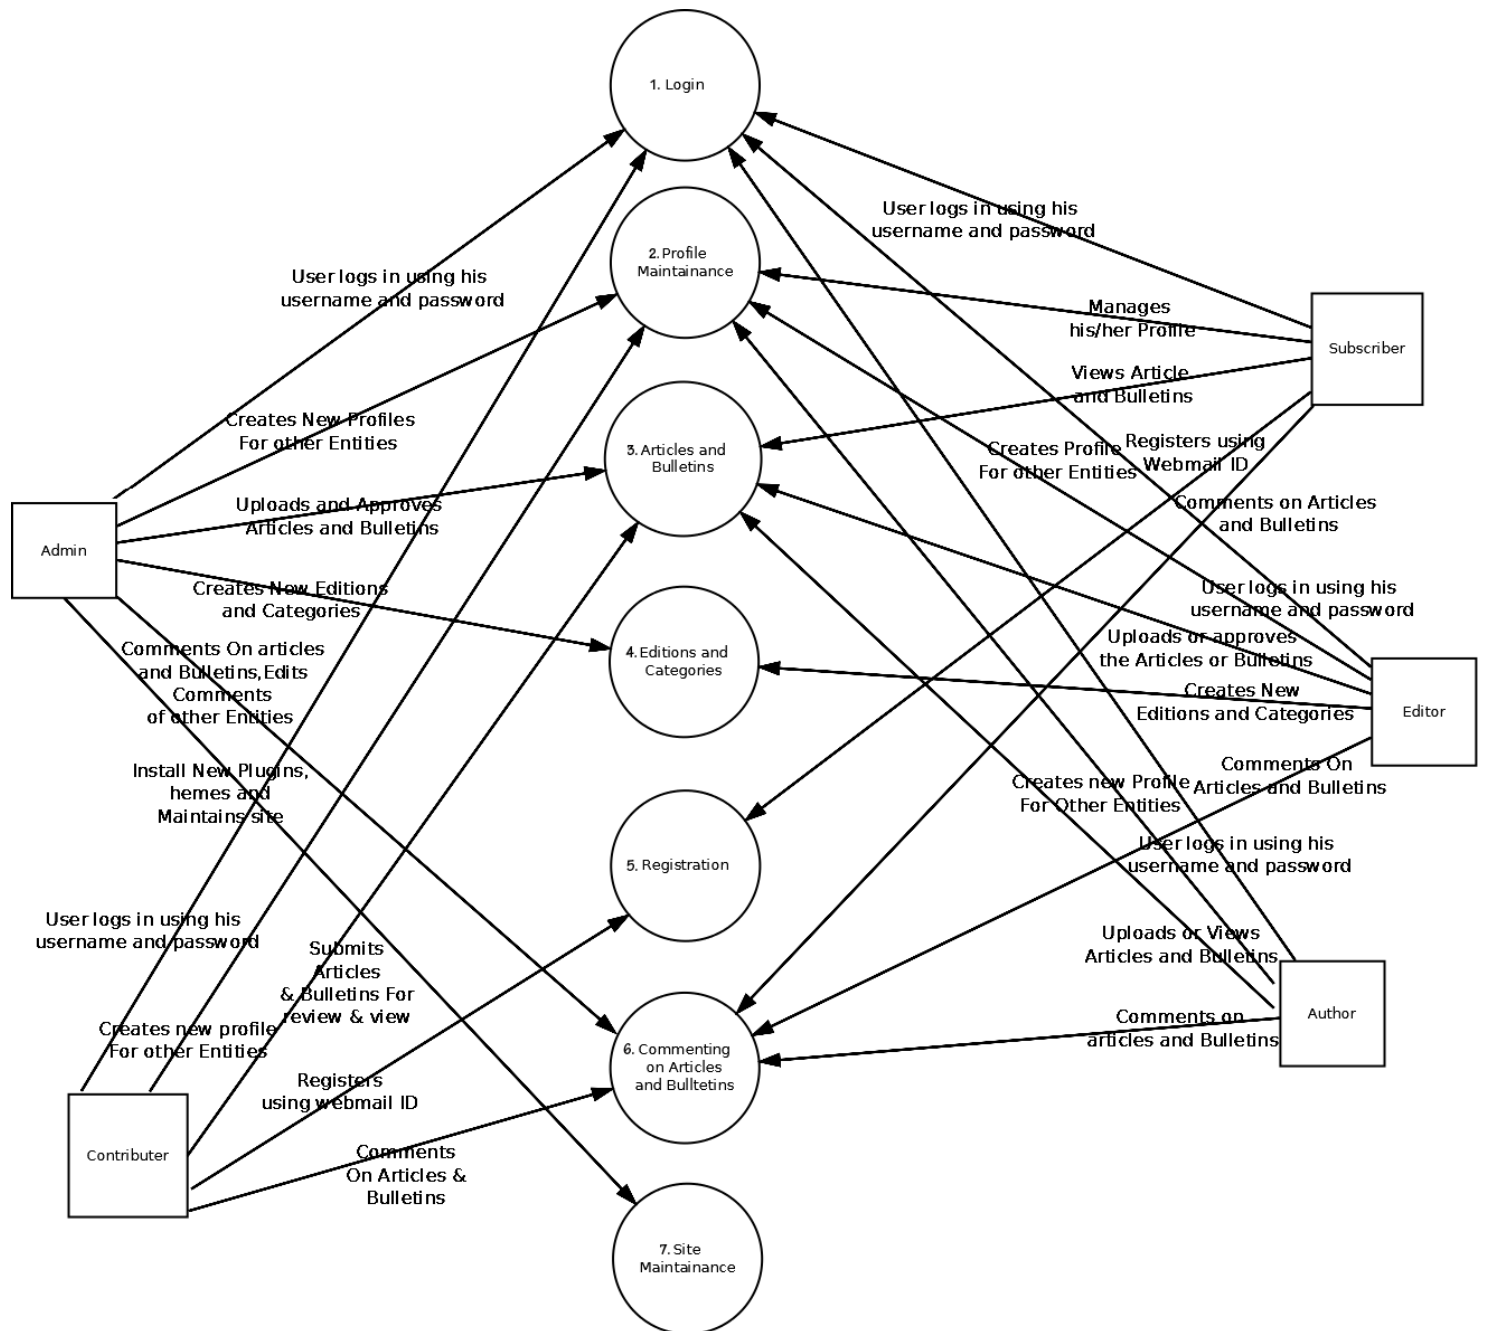 1. Login
User logs in using his
username and password
2. Profile
Maintainance
User logs in using his
username and password
Manages
his/her Profile
Subscriber
Views Article
and Bulletins
Creates New Profiles
For other Entities
3. Articles and
Bulletins
Creates Profile
For other Entities
Registers using
Webmail ID
Uploads and Approves
Articles and Bulletins
Comments on Articles
and Bulletins
Admin
Creates New Editions
and Categories
User logs in using his
username and password
Comments On articles
and Bulletins,Edits
Comments
of other Entities
4. Editions and
Categories
Uploads or approves
the Articles or Bulletins
Creates New
Editions and Categories
Editor
Install New Plugins,
hemes and
Maintains site
Comments On
Articles and Bulletins
Creates new Profile
For Other Entities
5. Registration
User logs in using his
username and password
User logs in using his
username and password
Submits
Articles
& Bulletins For
review & view
Uploads or Views
Articles and Bulletins
Author
Creates new profile
For other Entities
6. Commenting
on Articles
and Bulltetins
Comments on
articles and Bulletins
Registers
using webmail ID
Contributer
Comments
On Articles &
Bulletins
7. Site
Maintainance